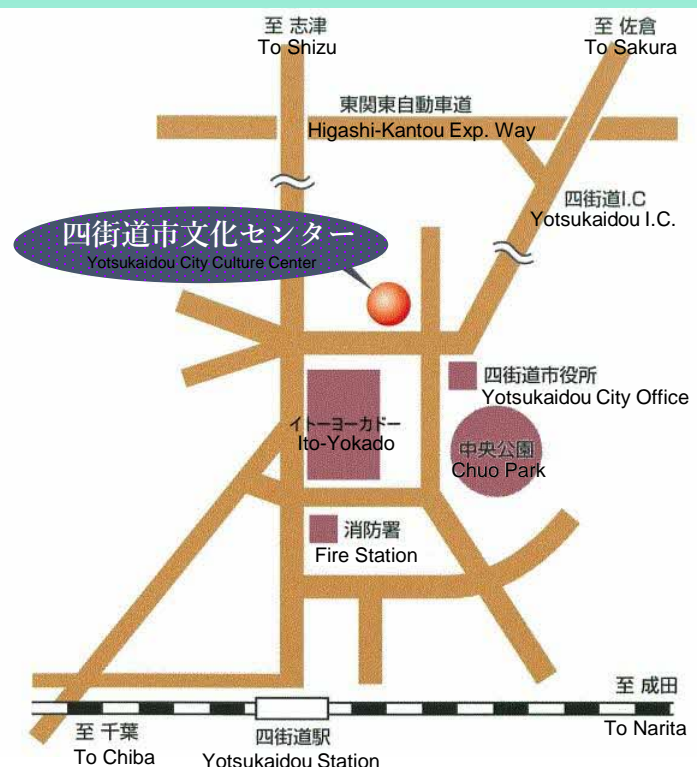 至 志津
To Shizu
至 佐倉
To Sakura
東関東自動車道
Higashi-Kantou Exp. Way
四街道I.C
Yotsukaidou I.C.
四街道市文化センター
Yotsukaidou City Culture Center
四街道市役所
Yotsukaidou City Office
イトーヨーカドー
Ito-Yokado
中央公園
Chuo Park
消防署
Fire Station
至 成田
To Narita
至 千葉
To Chiba
四街道駅
Yotsukaidou Station